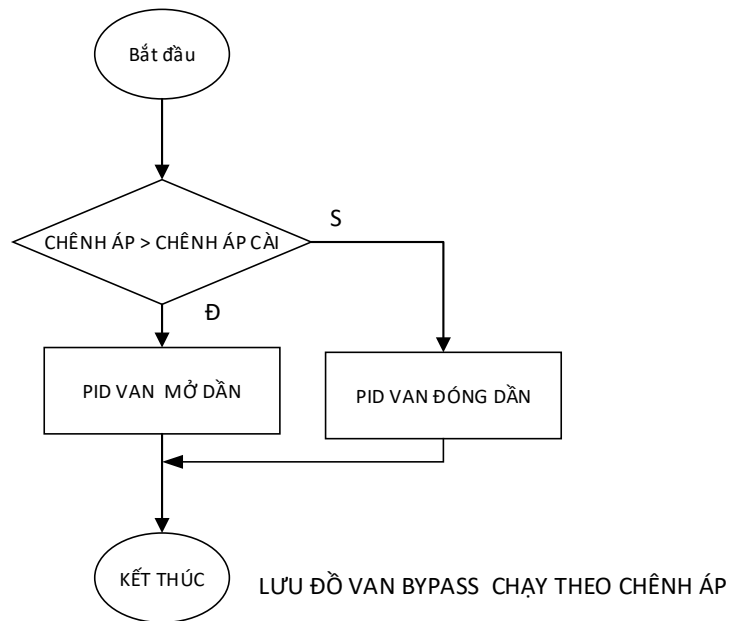 Bắt đầu
S
CHÊNH ÁP > CHÊNH ÁP CÀI
Đ
PID VAN MỞ DẦN
PID VAN ĐÓNG DẦN
KẾT THÚC
LƯU ĐỒ VAN BYPASS CHẠY THEO CHÊNH ÁP